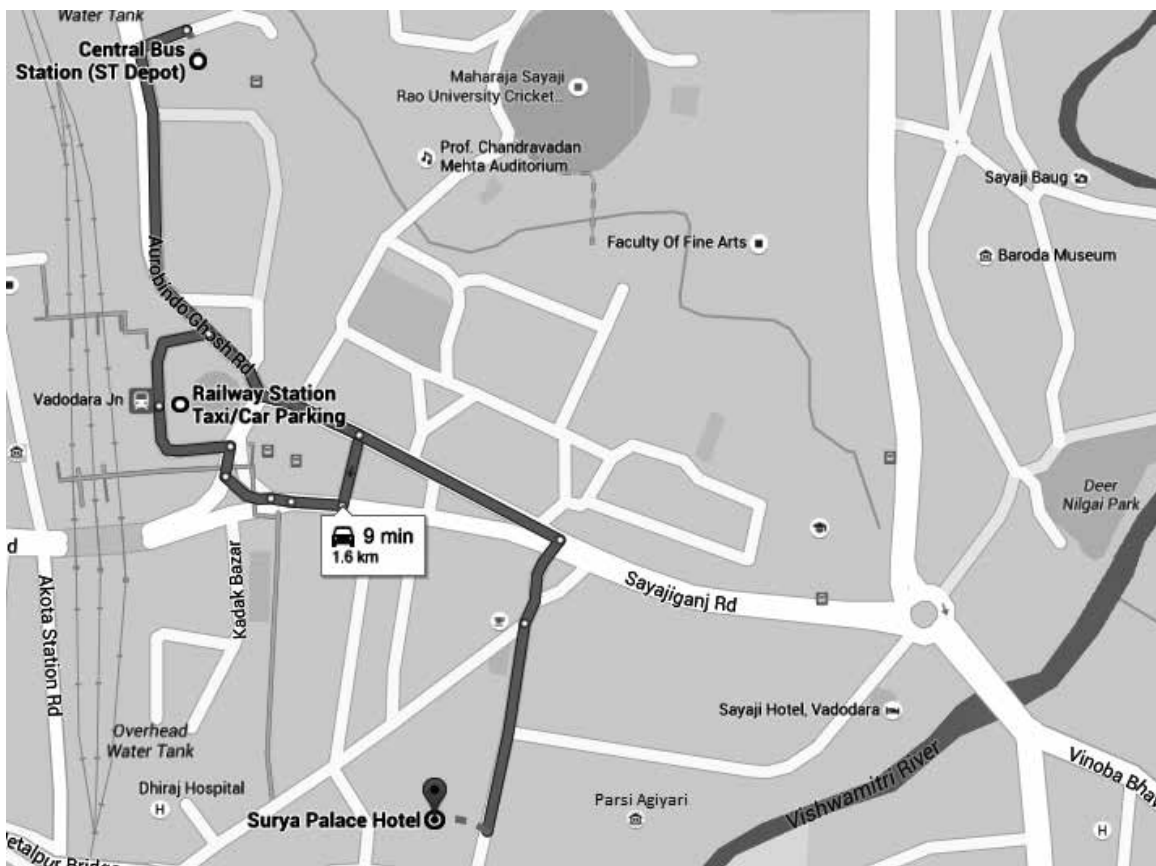 Water Tank
Central Bus
Station (ST Depot)
Maharaja Sayaji
Rao University Cricket...
Prof. Chandravadan
Mehta Auditorium
Sayaji Baug
Faculty Of Fine Arts
Baroda Museum
Aurobindo Ghosh Rd
Vadodara Jn
Railway Station
Taxi/Car Parking
Deer
Nilgai Park
9 min
1.6 km
d
Akota Station Rd
Kadak Bazar
Sayajiganj Rd
Sayaji Hotel, Vadodara
Overhead
Water Tank
Vishwamitri River
Vinoba Bhav
Dhiraj Hospital
H
Surya Palace Hotel
Parsi Agiyari
H
etalpur Bridge